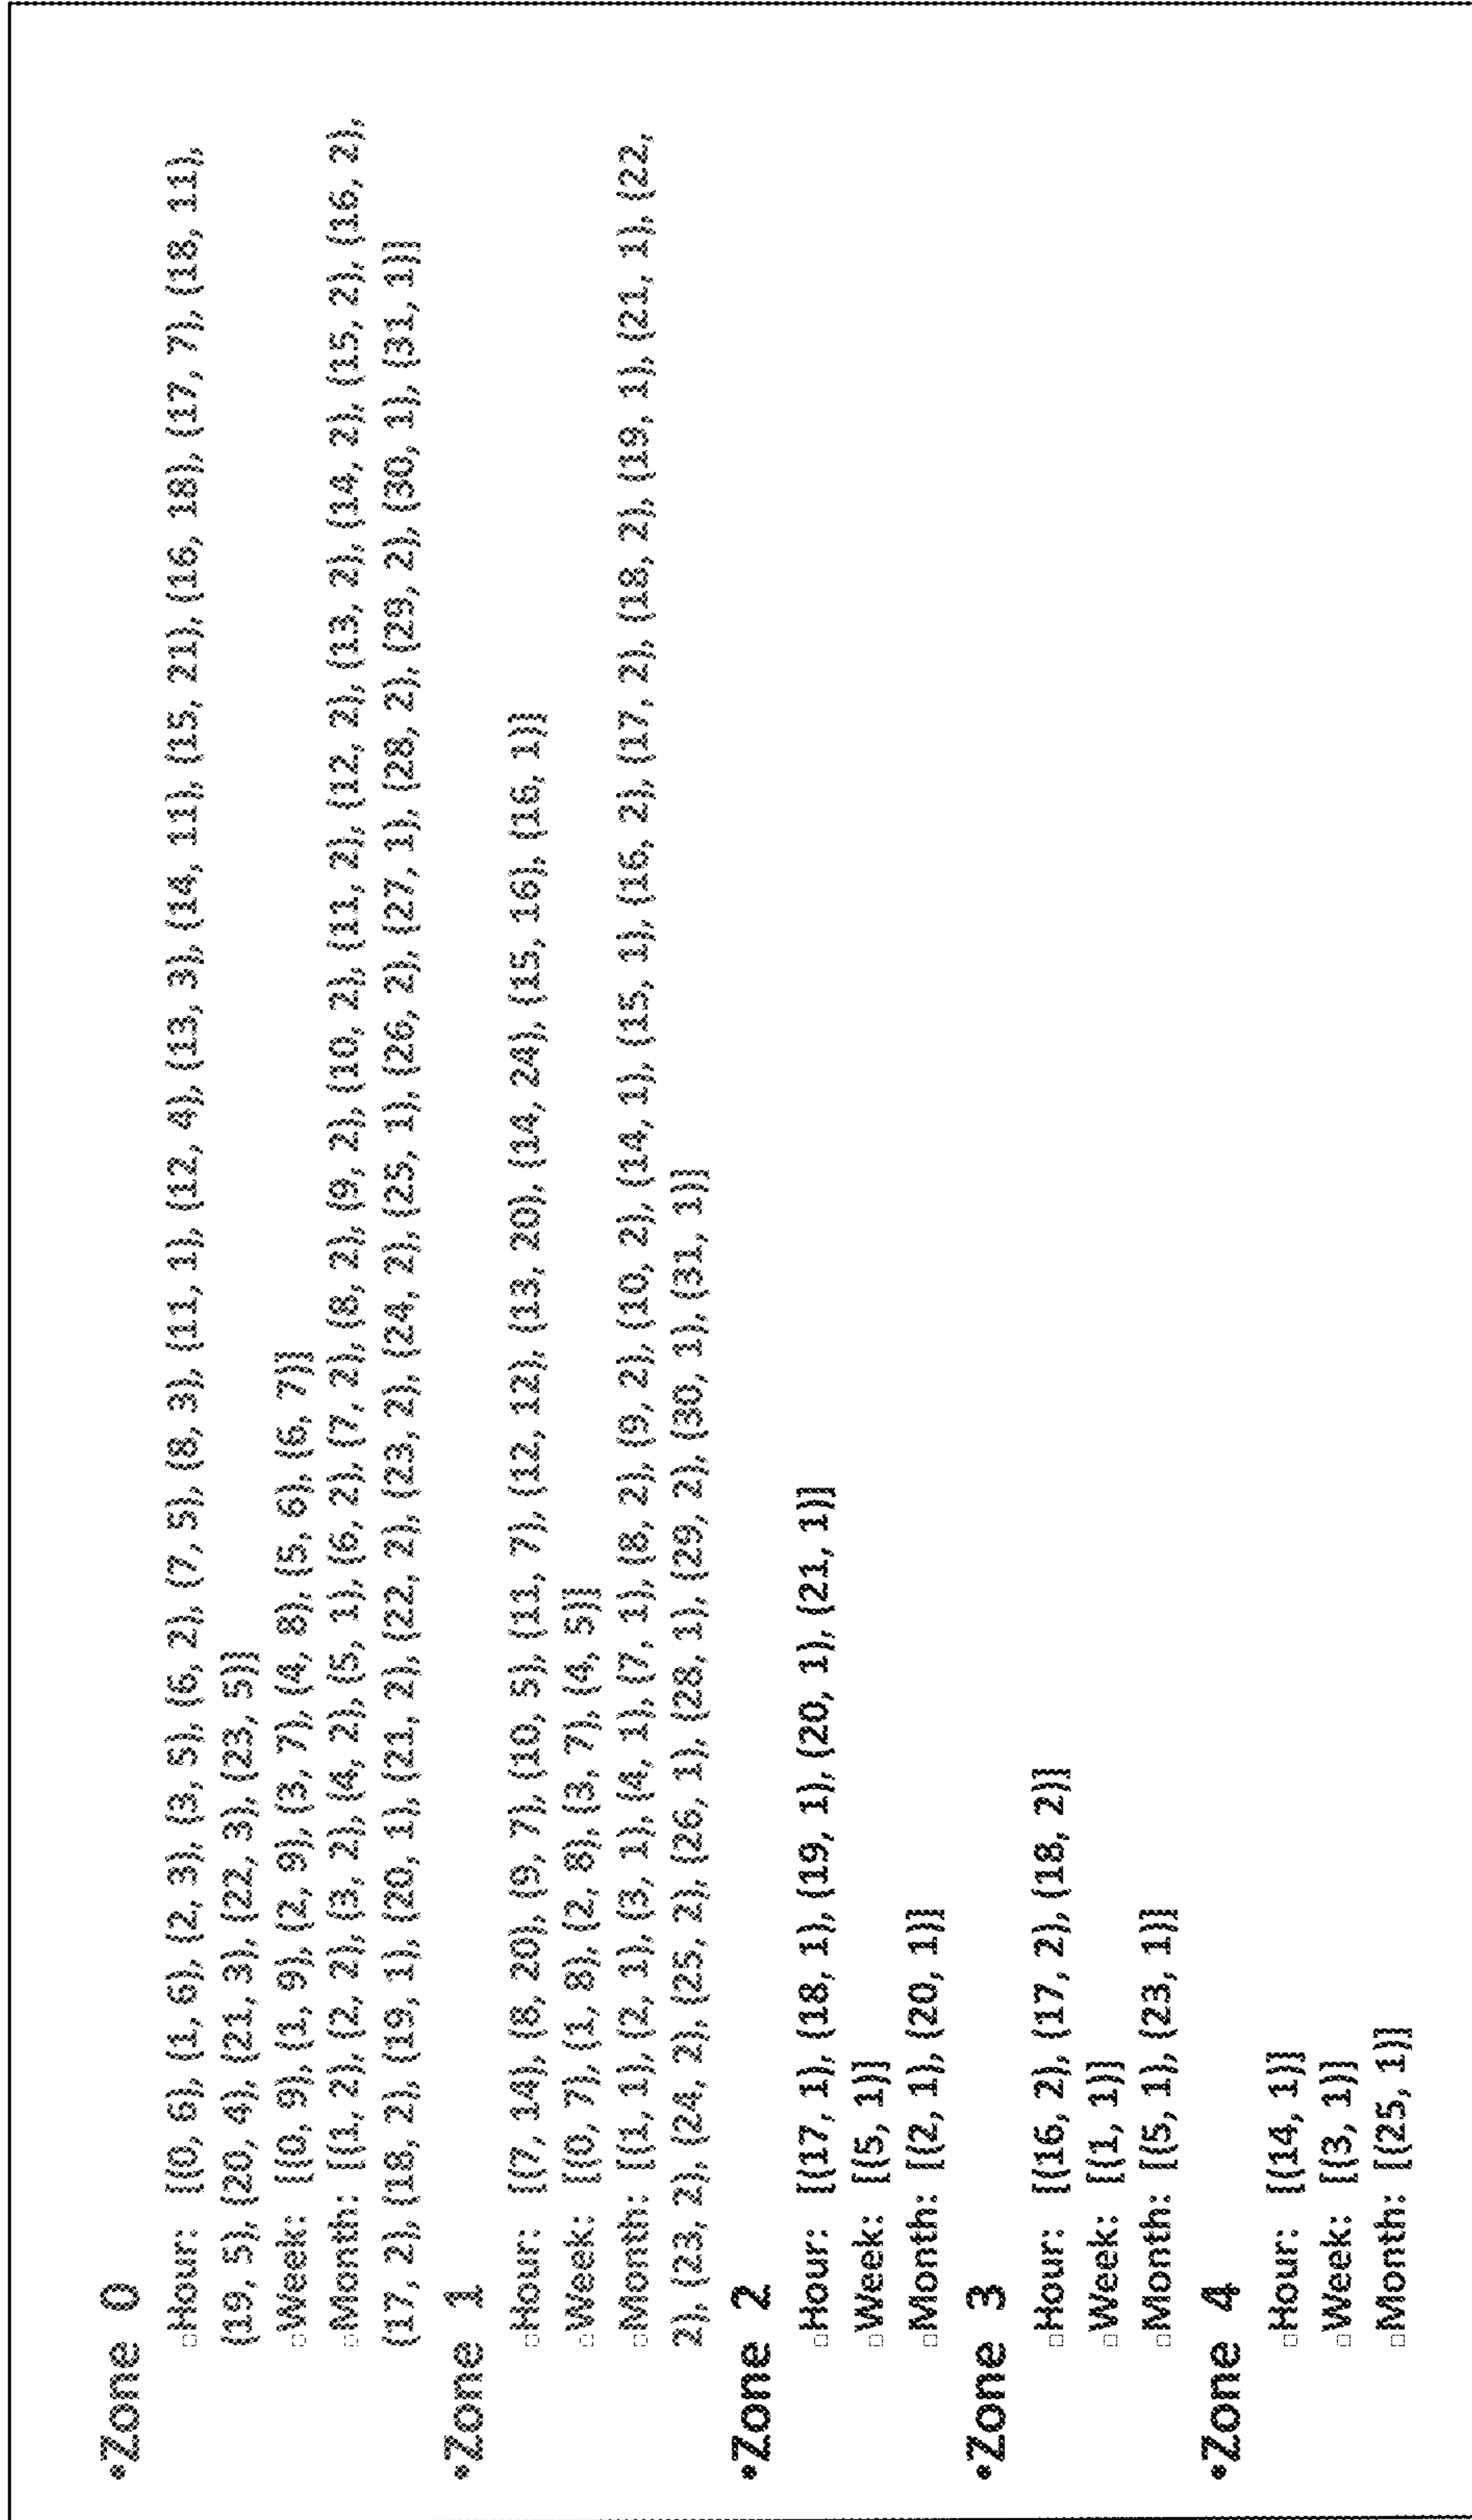 •Zone 0
▫Hour: [(0, 6), (1, 6), (2, 3), (3, 5), (6, 2), (7, 5), (8, 3), (11, 1), (12, 4), (13, 3), (14, 11), (15, 21), (16, 18), (17, 7), (18, 11),
(19, 5), (20, 4), (21, 3), (22, 3), (23, 5)]
▫Week: [(0, 9), (1, 9), (2, 9), (3, 7), (4, 8), (5, 6), (6, 7)]
▫Month: [(1, 2), (2, 2), (3, 2), (4, 2), (5, 1), (6, 2), (7, 2), (8, 2), (9, 2), (10, 2), (11, 2), (12, 2), (13, 2), (14, 2), (15, 2), (16, 2),
(17, 2), (18, 2), (19, 1), (20, 1), (21, 2), (22, 2), (23, 2), (24, 2), (25, 1), (26, 2), (27, 1), (28, 2), (29, 2), (30, 1), (31, 1)]
•Zone 1
▫Hour: [(7, 14), (8, 20), (9, 7), (10, 5), (11, 7), (12, 12), (13, 20), (14, 24), (15, 16), (16, 1)]
▫Week: [(0, 7), (1, 8), (2, 8), (3, 7), (4, 5)]
▫Month: [(1, 1), (2, 1), (3, 1), (4, 1), (7, 1), (8, 2), (9, 2), (10, 2), (14, 1), (15, 1), (16, 2), (17, 2), (18, 2), (19, 1), (21, 1), (22,
2), (23, 2), (24, 2), (25, 2), (26, 1), (28, 1), (29, 2), (30, 1), (31, 1)]
•Zone 2
▫Hour: [(17, 1), (18, 1), (19, 1), (20, 1), (21, 1)]
▫Week: [(5, 1)]
▫Month: [(2, 1), (20, 1)]
•Zone 3
▫Hour: [(16, 2), (17, 2), (18, 2)]
▫Week: [(1, 1)]
▫Month: [(5, 1), (23, 1)]
•Zone 4
▫Hour: [(14, 1)]
▫Week: [(3, 1)]
▫Month: [(25, 1)]